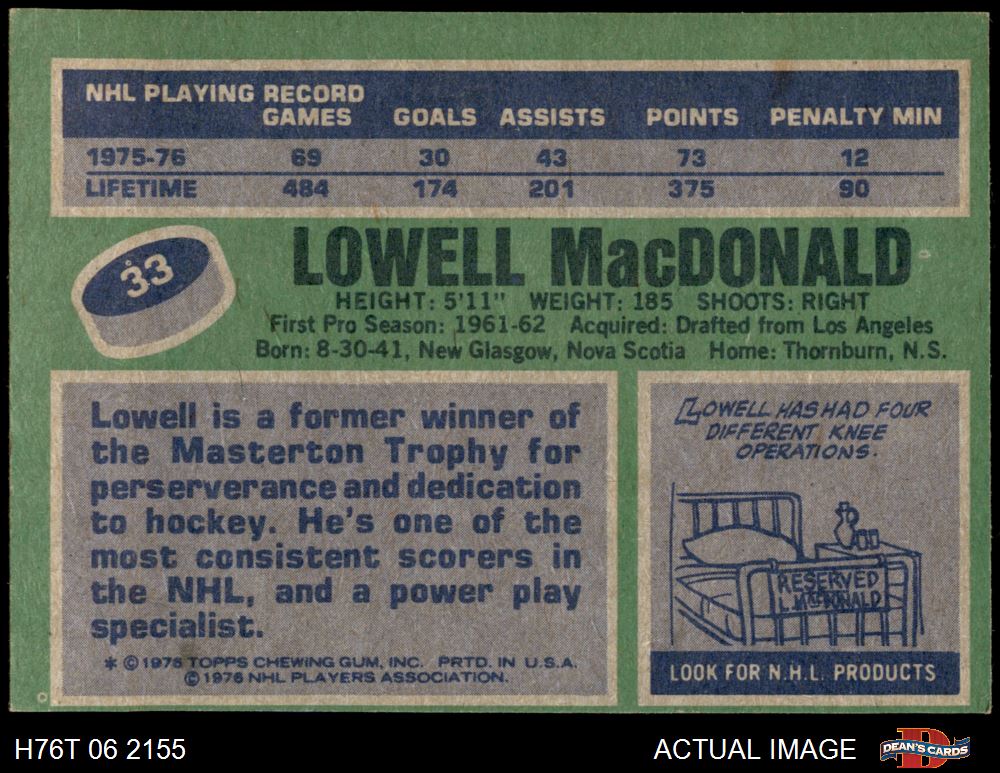 NHL PLAYING RECORD
GAMES GOALS ASSISTS POINTS PENALTY MIN
1975-76 69 30 43 73 12
LIFETIME 484 174 201 375 90
33
LOWELL MacDONALD
HEIGHT: 5'11" WEIGHT: 185 SHOOTS: RIGHT
First Pro Season: 1961-62 Acquired: Drafted from Los Angeles
Born: 8-30-41, New Glasgow, Nova Scotia Home: Thornburn, N.S.
Lowell is a former winner of
the Masterton Trophy for
perserverance and dedication
to hockey. He's one of the
most consistent scorers in
the NHL, and a power play
specialist.
* © 1976 TOPPS CHEWING GUM, INC. PRTD. IN U.S.A.
© 1976 NHL PLAYERS ASSOCIATION.
LOWELL HAS HAD FOUR
DIFFERENT KNEE
OPERATIONS.
RESERVED
L. MACDONALD
LOOK FOR N.H.L. PRODUCTS
H76T 06 2155
ACTUAL IMAGE
D
DEAN'S CARDS